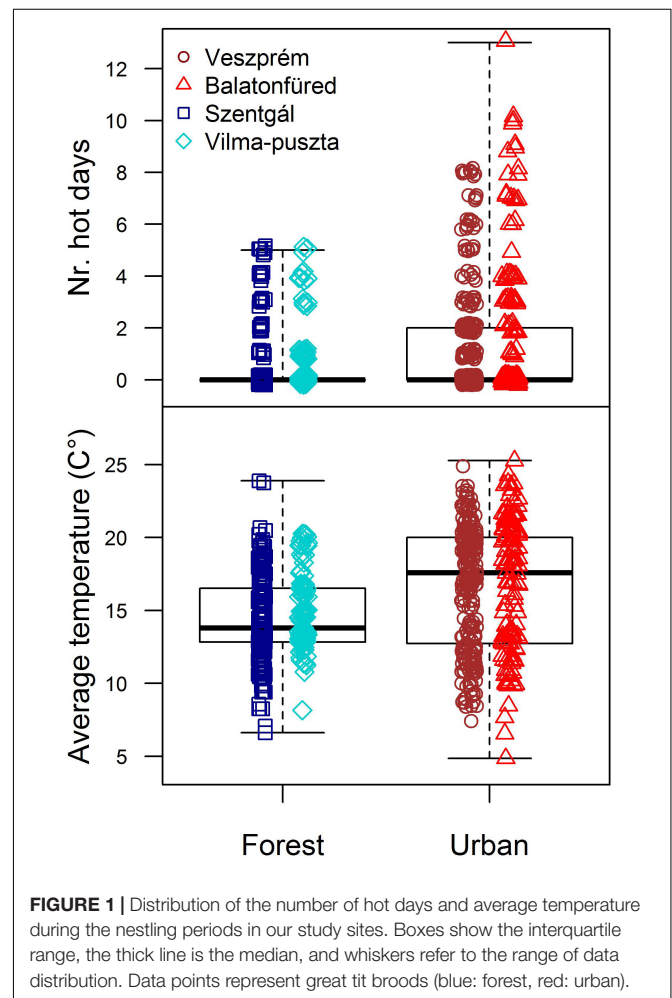 Nr. hot days
12
10
8
6
4
2
0
Veszprém
Balatonfüred
Szentgál
Vilma-puszta
Average temperature (C°)
25
20
15
10
5
Forest Urban
FIGURE 1 | Distribution of the number of hot days and average temperature
during the nestling periods in our study sites. Boxes show the interquartile
range, the thick line is the median, and whiskers refer to the range of data
distribution. Data points represent great tit broods (blue: forest, red: urban).